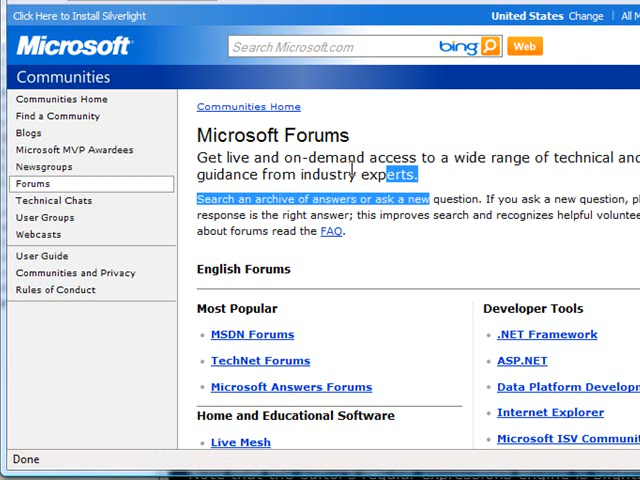 Click Here to Install Silverlight
United States Change | All M
Microsoft
Search Microsoft.com
bing
Web
Communities
Communities Home
Find a Community
Blogs
Microsoft MVP Awardees
Newsgroups
Forums
Technical Chats
User Groups
Webcasts
User Guide
Communities and Privacy
Rules of Conduct
Communities Home
Microsoft Forums
Get live and on-demand access to a wide range of technical and
guidance from industry experts.
Search an archive of answers or ask a new question. If you ask a new question, pl
response is the right answer; this improves search and recognizes helpful voluntee
about forums read the FAQ.
English Forums
Most Popular
MSDN Forums
TechNet Forums
Microsoft Answers Forums
Home and Educational Software
Live Mesh
Developer Tools
.NET Framework
ASP.NET
Data Platform Develop
Internet Explorer
Microsoft ISV Communit
Done